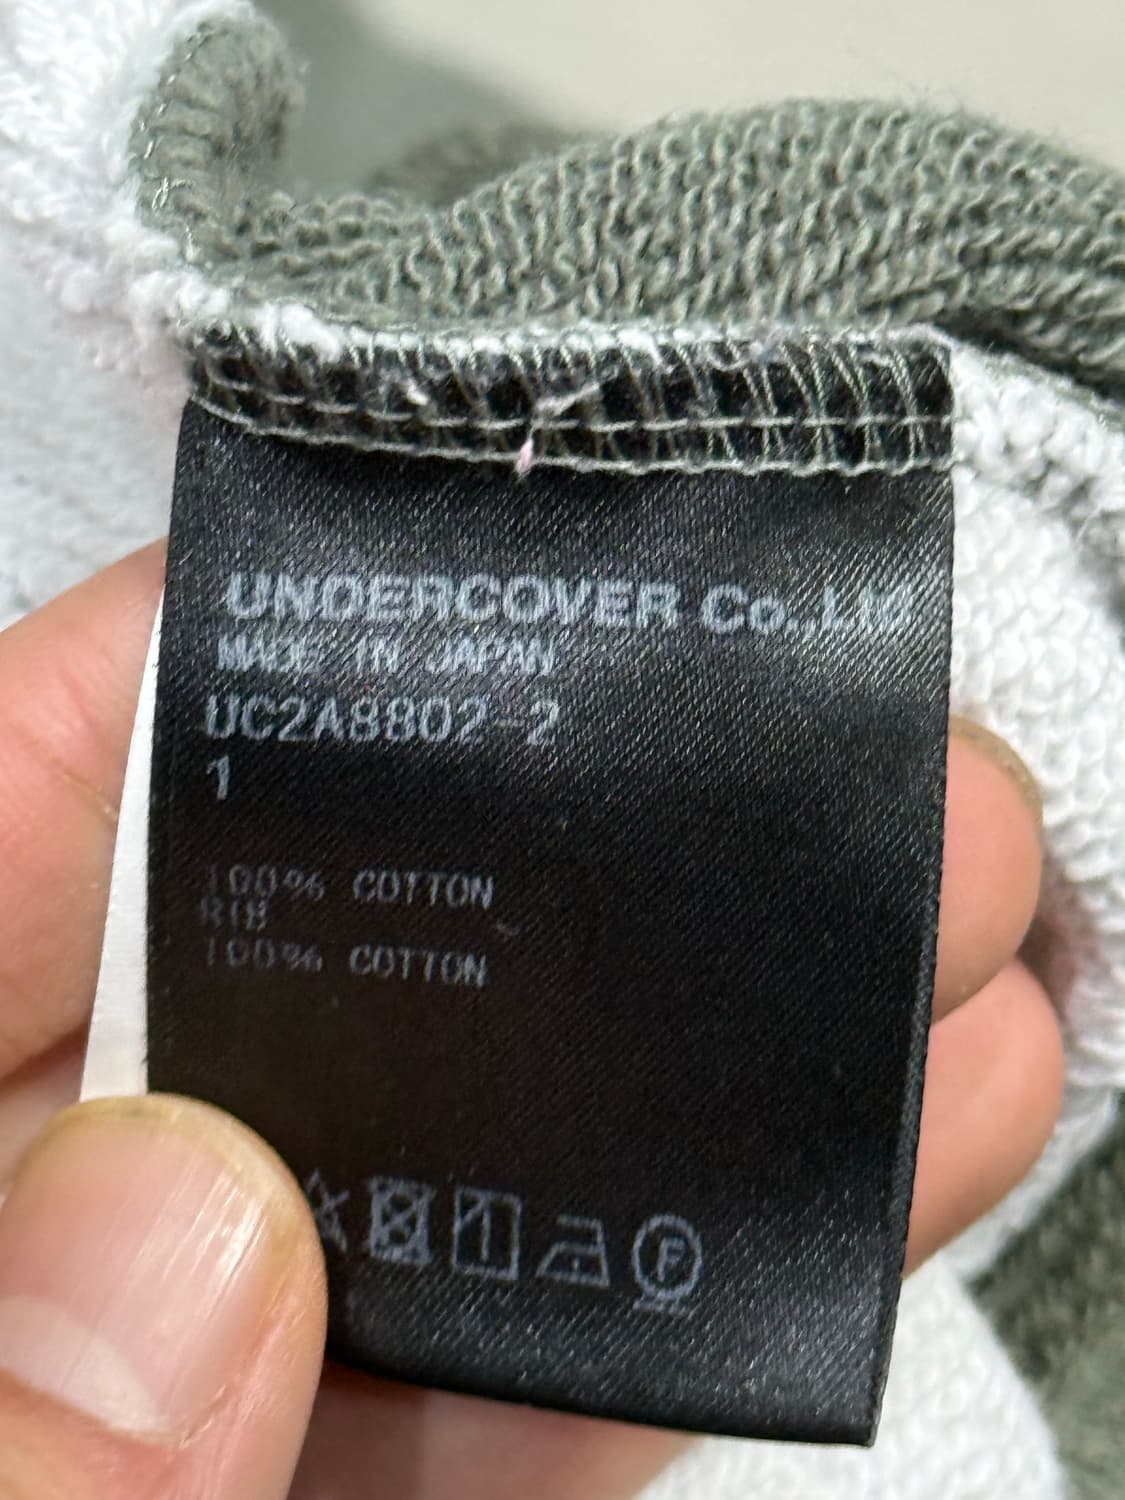 UNDERCOVER Co.,Ltd
MADE IN JAPAN
UC2A8802-2
1
100% COTTON
RIB
100% COTTON
F